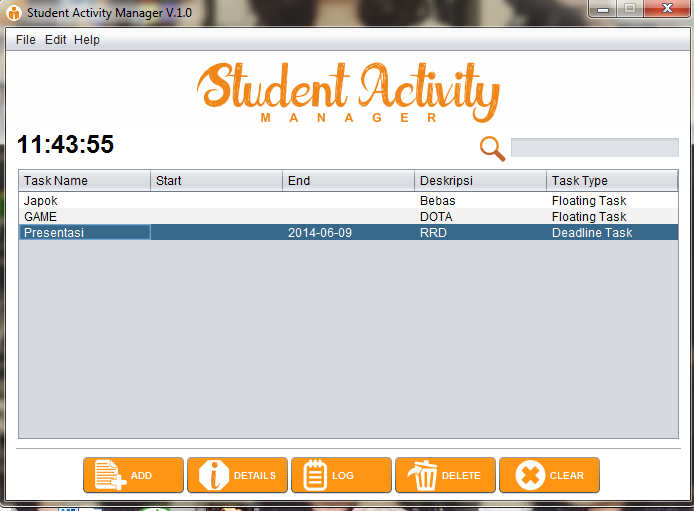 Student Activity Manager V.1.0
File Edit Help
Student Activity
MANAGER
11:43:55
Task Name Start End Deskripsi Task Type
Japok Bebas Floating Task
GAME DOTA Floating Task
Presentasi 2014-06-09 RRD Deadline Task
ADD DETAILS LOG DELETE CLEAR